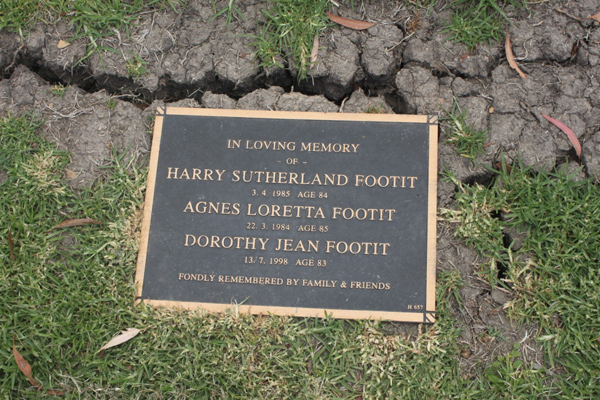 IN LOVING MEMORY
- OF -
HARRY SUTHERLAND FOOTIT
3. 4. 1985 AGE 84
AGNES LORETTA FOOTIT
22. 3. 1984 AGE 85
DOROTHY JEAN FOOTIT
13. 7. 1998 AGE 83
FONDLY REMEMBERED BY FAMILY & FRIENDS
H 657